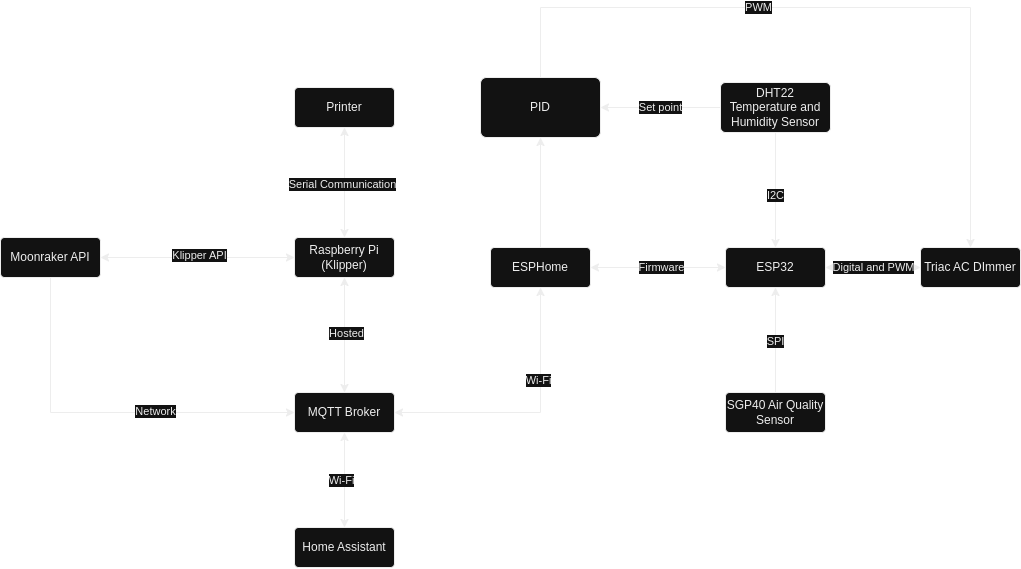 PWM
PID
Set point
DHT22
Temperature and
Humidity Sensor
Printer
Serial Communication
I2C
Moonraker API
Klipper API
Raspberry Pi
(Klipper)
ESPHome
Firmware
ESP32
Digital and PWM
Triac AC DImmer
Hosted
SPI
Wi-Fi
Network
MQTT Broker
SGP40 Air Quality
Sensor
Wi-Fi
Home Assistant